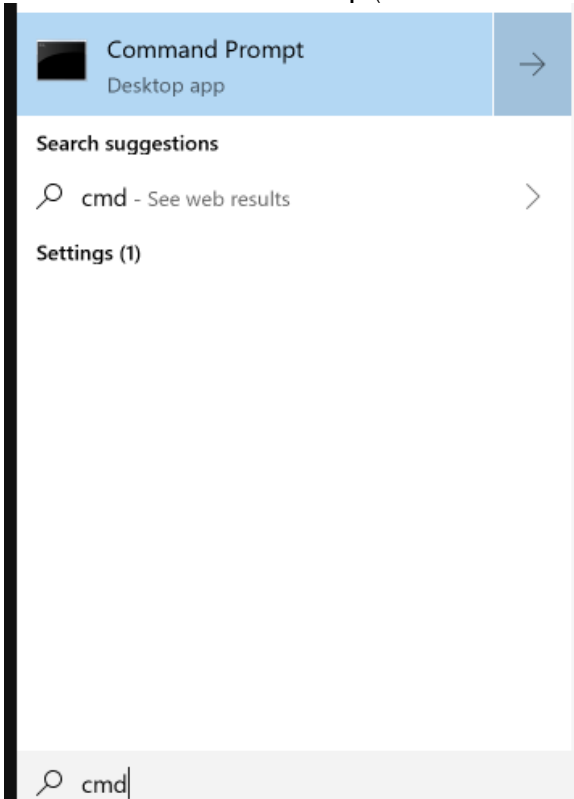 Command Prompt
Desktop app
Search suggestions
cmd - See web results
Settings (1)
cmd